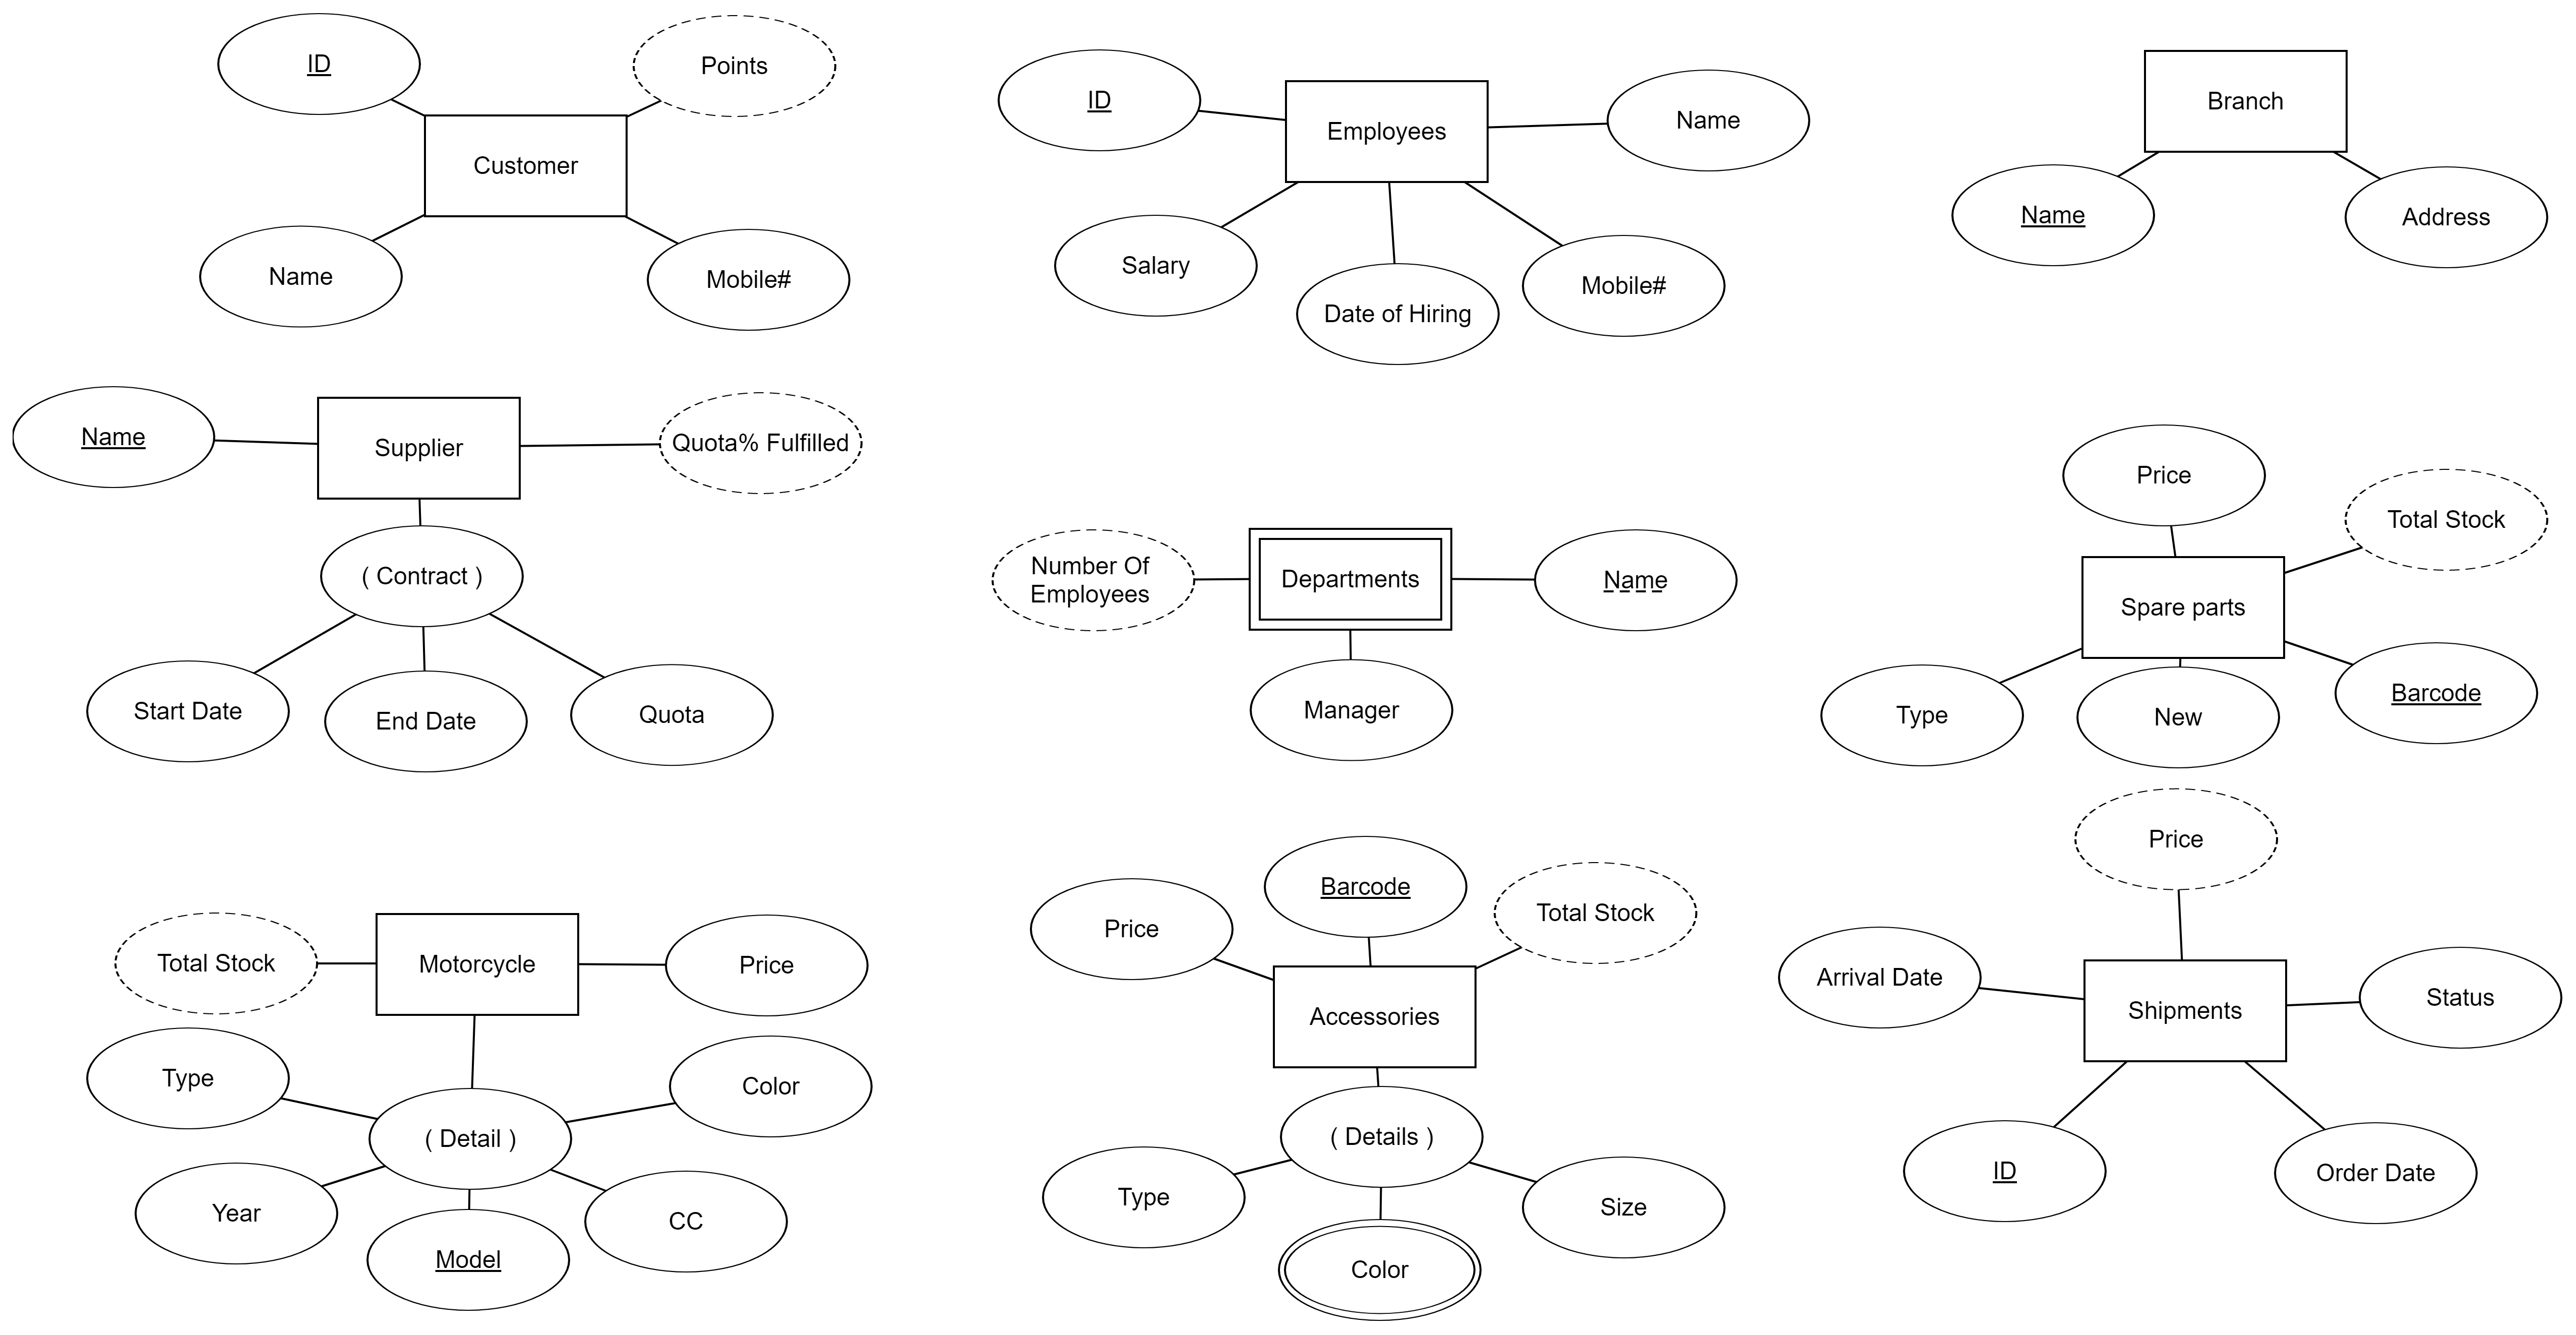 ID
Points
Customer
Name
Mobile#
ID
Employees
Name
Salary
Date of Hiring
Mobile#
Branch
Name
Address
Name
Supplier
Quota% Fulfilled
( Contract )
Start Date
End Date
Quota
Number Of
Employees
Departments
Name
Manager
Price
Total Stock
Spare parts
Type
New
Barcode
Total Stock
Motorcycle
Price
Type
Color
( Detail )
Year
CC
Model
Price
Barcode
Total Stock
Accessories
( Details )
Type
Size
Color
Price
Arrival Date
Shipments
Status
ID
Order Date